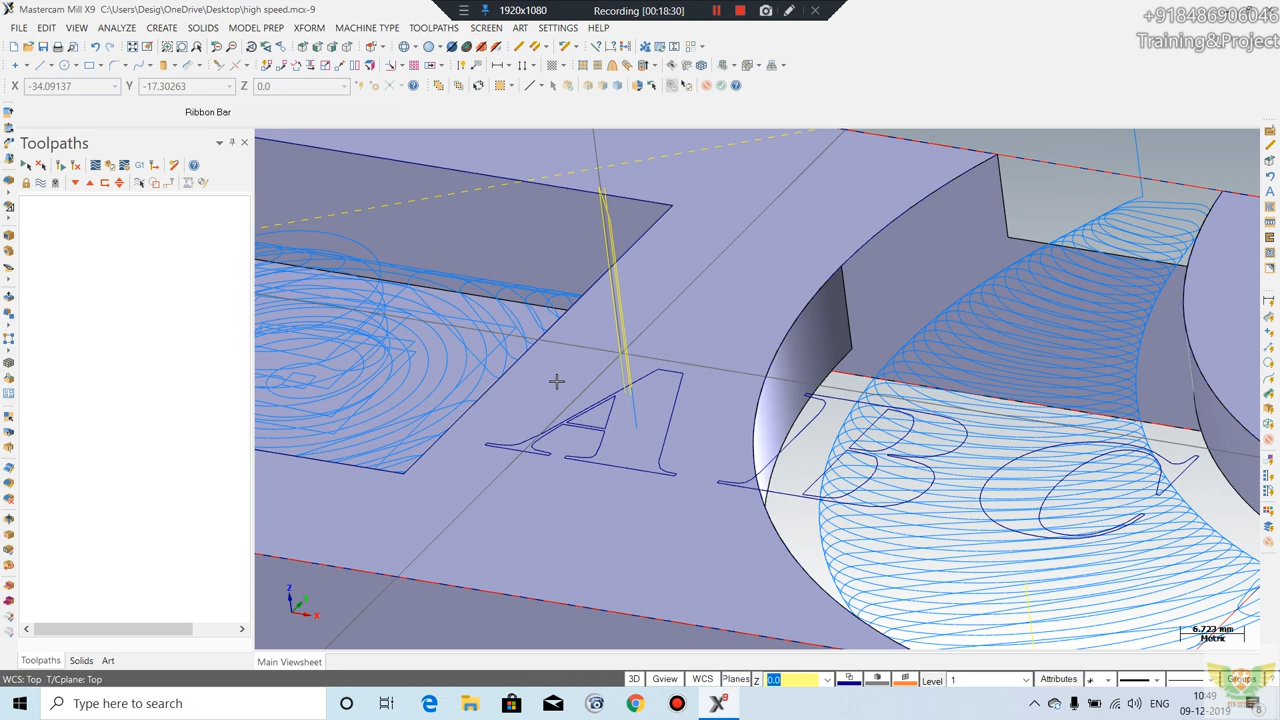 Mastercam Mill X9 C:\Users\Desig\OneDrive\Desktop\high speed.mcx-9
1920x1080
Recording [00:18:30]
+918486906046
Training&Project
FILE EDIT VIEW ANALYZE CREATE SOLIDS MODEL PREP XFORM MACHINE TYPE TOOLPATHS SCREEN ART SETTINGS HELP
X -34.09137 Y -17.30263 Z 0.0
Ribbon Bar
Toolpaths
G1
A B C
Z
X
6.723 mm
Metric
Toolpaths Solids Art
Main Viewsheet
WCS: Top T/Cplane: Top
3D Gview WCS Planes Z 0.0 Level 1 Attributes Groups ?
Type here to search
ENG
10:49
09-12-2019
8